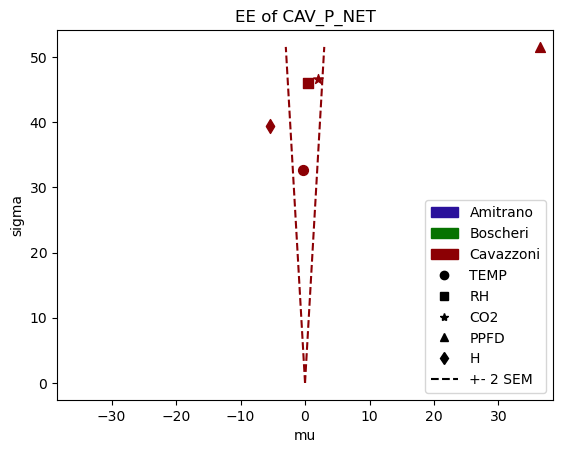 EE of CAV_P_NET
sigma
50
40
30
20
10
0
−30
−20
−10
0
10
20
30
mu
Amitrano
Boscheri
Cavazzoni
TEMP
RH
CO2
PPFD
H
+- 2 SEM